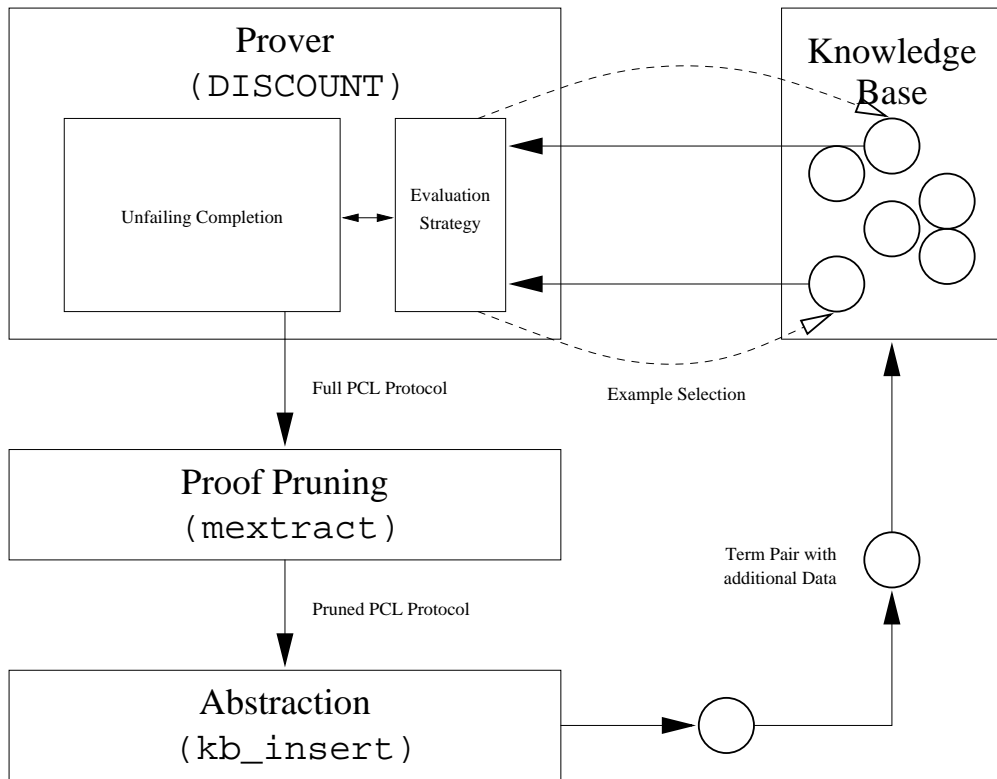 Prover
(DISCOUNT)
Knowledge
Base
Unfailing Completion
Evaluation
Strategy
Full PCL Protocol
Example Selection
Proof Pruning
(mextract)
Term Pair with
additional Data
Pruned PCL Protocol
Abstraction
(kb_insert)